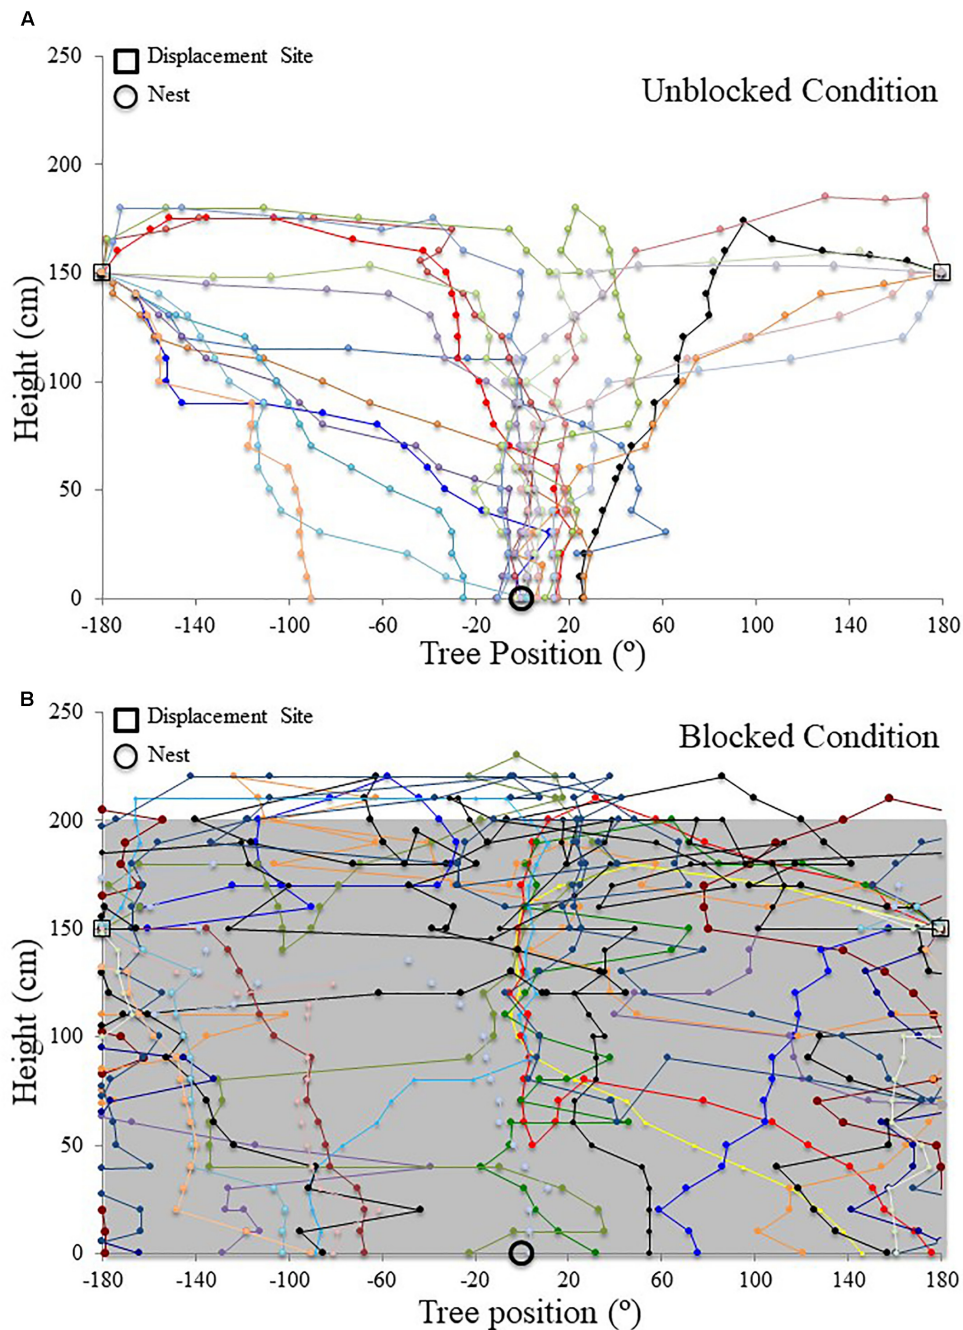 A
250
Displacement Site
Nest
Unblocked Condition
200
150
100
50
0
Height (cm)
-180 -140 -100 -60 -20 20 60 100 140 180
Tree Position (º)
B
250
Displacement Site
Nest
Blocked Condition
200
150
100
50
0
Height (cm)
-180 -140 -100 -60 -20 20 60 100 140 180
Tree position (º)